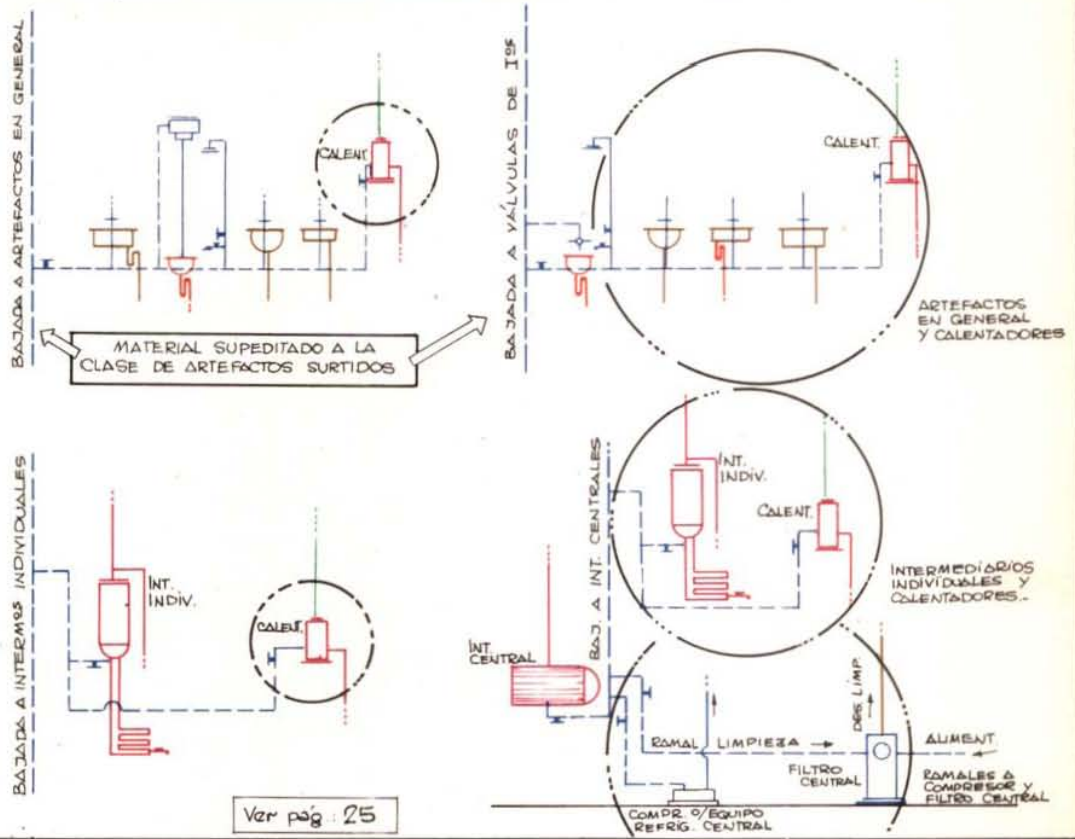 BAJADA A ARTEFACTOS EN GENERAL
CALENT.
MATERIAL SUPEDITADO A LA
CLASE DE ARTEFACTOS SURTIDOS
BAJADA A VÁLVULAS DE Iºs
CALENT.
ARTEFACTOS
EN GENERAL
Y CALENTADORES
BAJADA A INTERMºs INDIVIDUALES
INT.
INDIV.
CALENT.
BAJ. A INT. CENTRALES
INT.
INDIV.
CALENT.
INTERMEDIARIOS
INDIVIDUALES Y
CALENTADORES..
INT.
CENTRAL
RAMAL LIMPIEZA
DES. LIMP.
ALIMENT.
FILTRO
CENTRAL
RAMALES A
COMPRESOR Y
FILTRO CENTRAL
COMPR. O/EQUIPO
REFRIG. CENTRAL
Ver pág.: 25